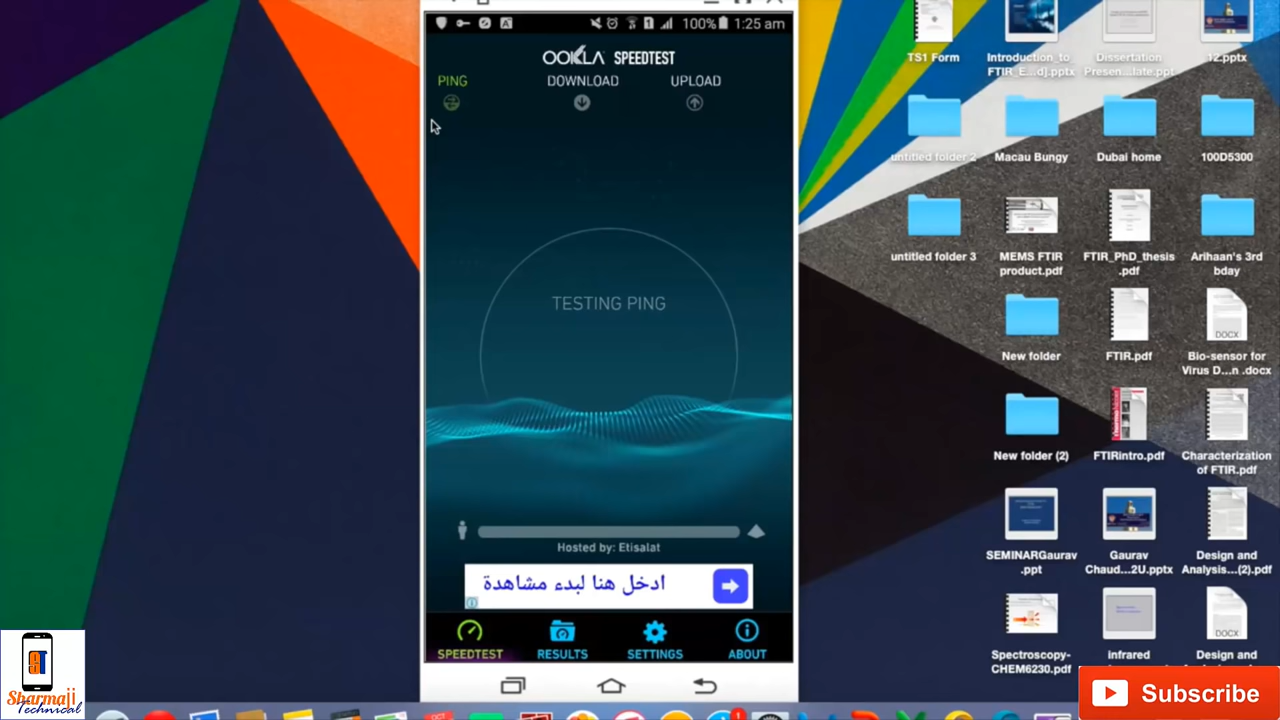 100% 1:25 am
OOKLA SPEEDTEST
PING DOWNLOAD UPLOAD
TESTING PING
Hosted by: Etisalat
ادخل هنا لبدء مشاهدة
SPEEDTEST RESULTS SETTINGS ABOUT
TS1 Form
Introduction_to
FTIR_E...d].pptx
Dissertation
Presen...late.ppt
12.pptx
untitled folder 2
Macau Bungy
Dubai home
100D5300
untitled folder 3
MEMS FTIR
product.pdf
FTIR_PhD_thesis
.pdf
Arihaan's 3rd
bday
New folder
FTIR.pdf
DOCX
Bio-sensor for
Virus D...n .docx
New folder (2)
FTIRintro.pdf
Characterization
of FTIR.pdf
SEMINARGaurav
.ppt
Gaurav
Chaud...2U.pptx
Design and
Analysis...(2).pdf
Spectroscopy-
CHEM6230.pdf
infrared
DOCX
Design and
Sharmaji
Technical
Subscribe